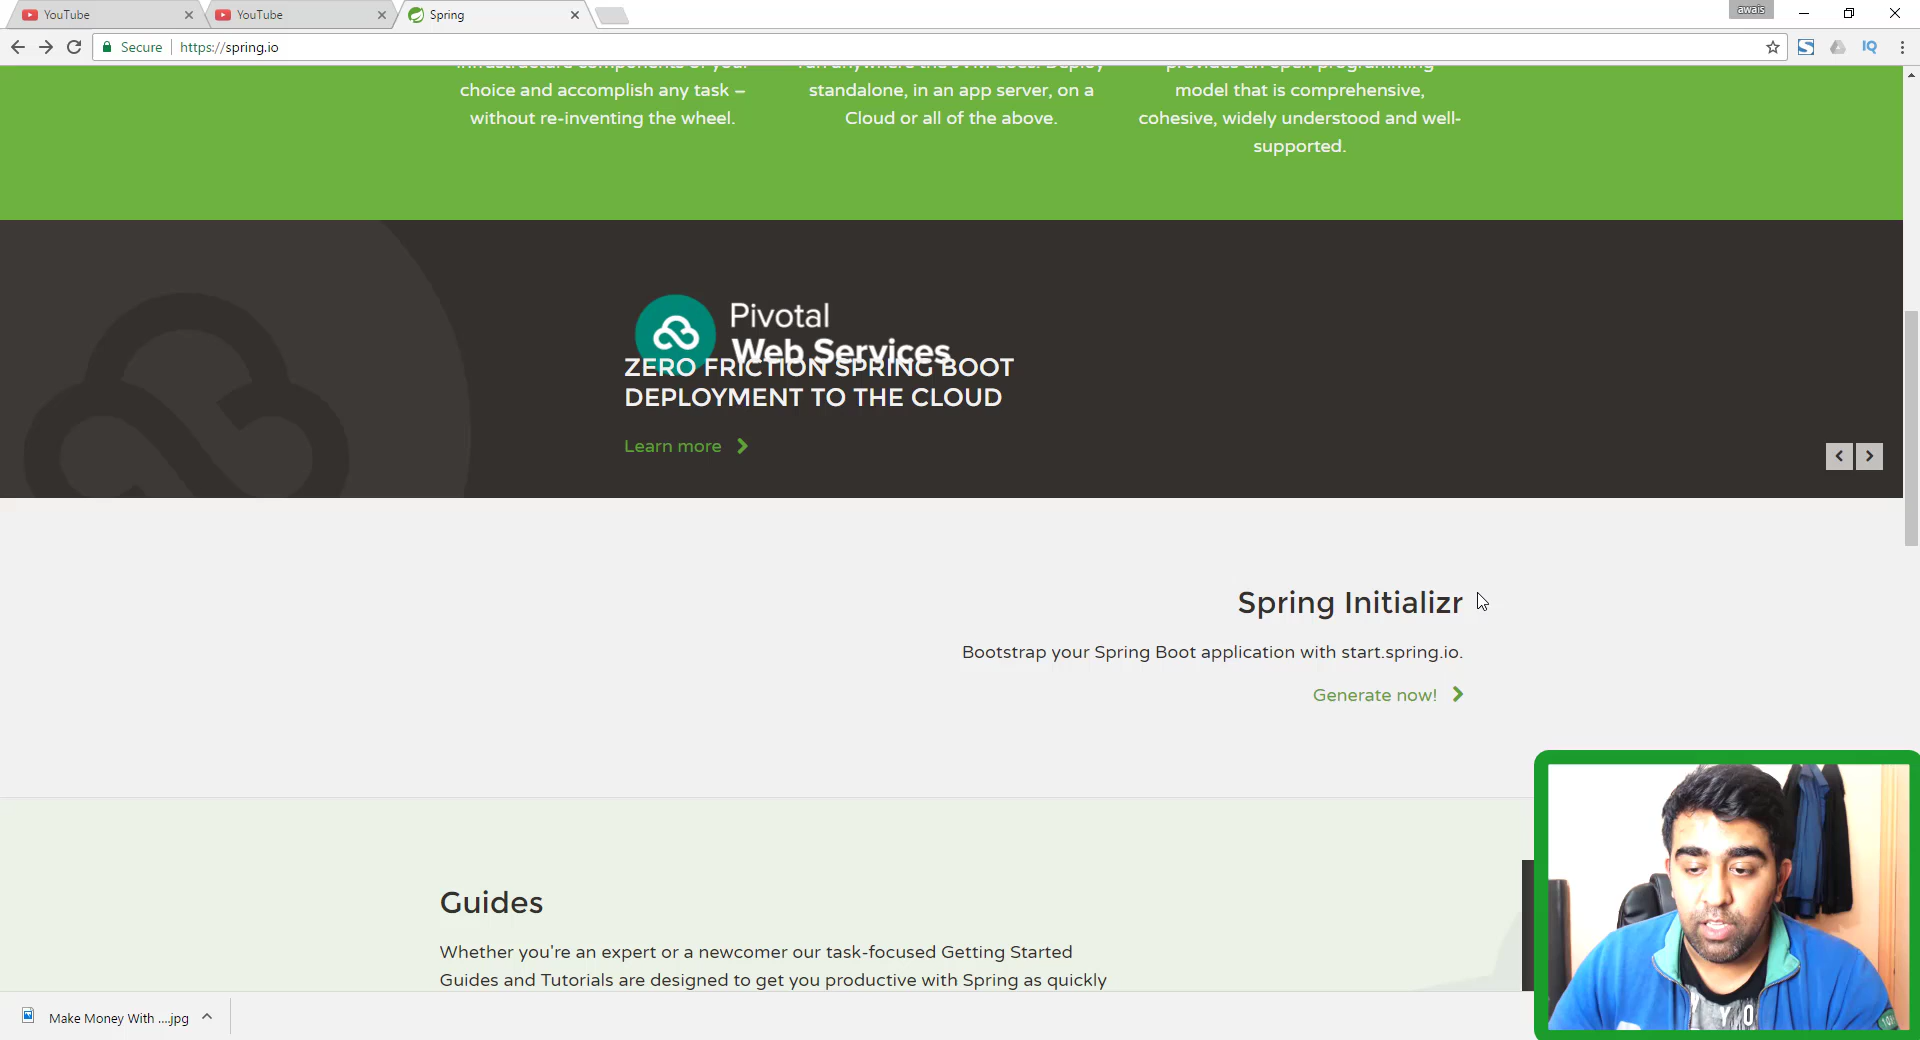 YouTube
YouTube
Spring
awais
Secure
https://spring.io
choice and accomplish any task –
without re-inventing the wheel.
standalone, in an app server, on a
Cloud or all of the above.
model that is comprehensive,
cohesive, widely understood and well-
supported.
Pivotal
Web Services
ZERO FRICTION SPRING BOOT
DEPLOYMENT TO THE CLOUD
Learn more
Spring Initializr
Bootstrap your Spring Boot application with start.spring.io.
Generate now!
Guides
Whether you're an expert or a newcomer our task-focused Getting Started
Guides and Tutorials are designed to get you productive with Spring as quickly
Make Money With ....jpg
IQ